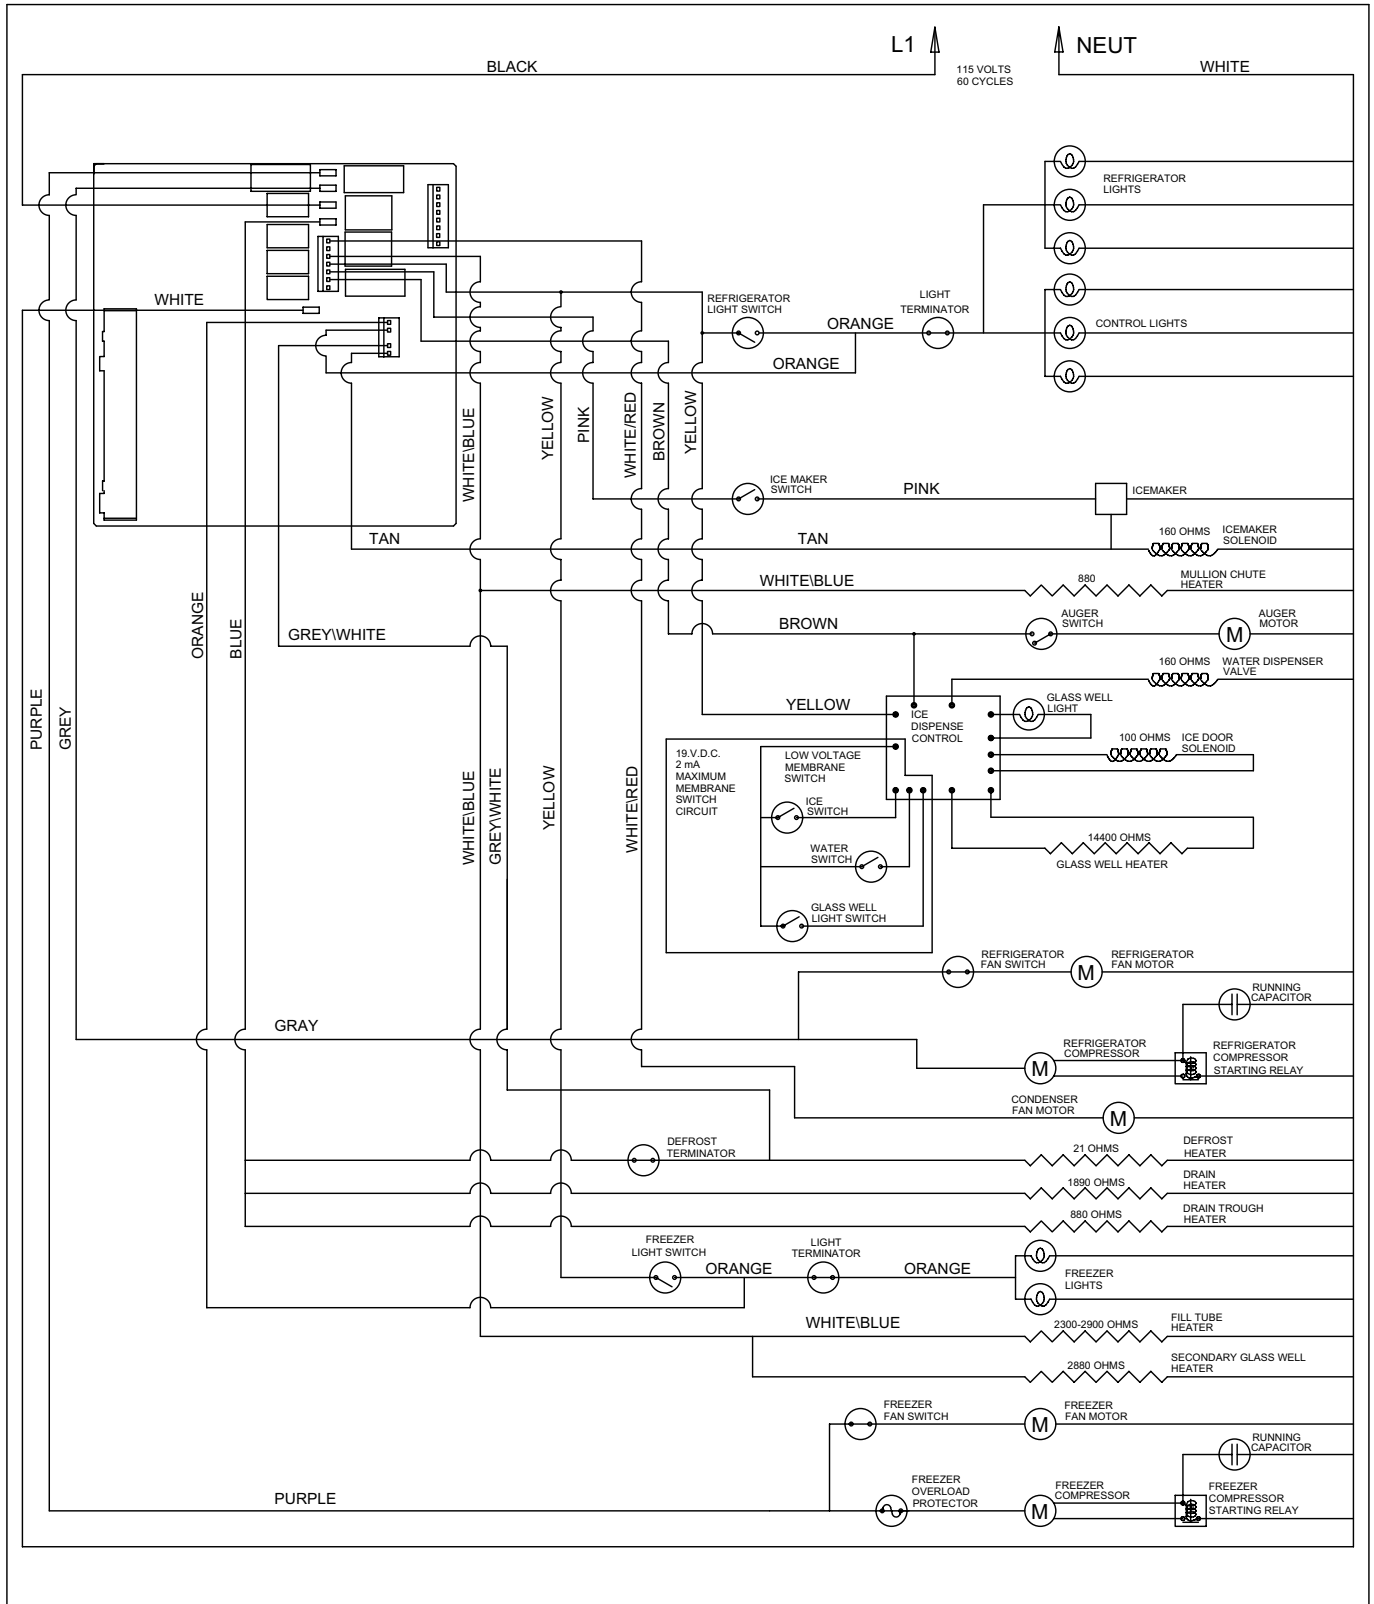 L1
NEUT
BLACK
115 VOLTS
60 CYCLES
WHITE
REFRIGERATOR
LIGHTS
WHITE
REFRIGERATOR
LIGHT SWITCH
LIGHT
TERMINATOR
ORANGE
CONTROL LIGHTS
ORANGE
WHITE\BLUE
YELLOW
PINK
WHITE/RED
BROWN
YELLOW
ICE MAKER
SWITCH
PINK
ICEMAKER
TAN
TAN
160 OHMS
ICEMAKER
SOLENOID
WHITE\BLUE
880
MULLION CHUTE
HEATER
ORANGE
BLUE
GREY\WHITE
BROWN
AUGER
SWITCH
M
AUGER
MOTOR
160 OHMS
WATER DISPENSER
VALVE
PURPLE
GREY
YELLOW
ICE
DISPENSE
CONTROL
GLASS WELL
LIGHT
100 OHMS
ICE DOOR
SOLENOID
19.V.D.C.
2 mA
MAXIMUM
MEMBRANE
SWITCH
CIRCUIT
LOW VOLTAGE
MEMBRANE
SWITCH
ICE
SWITCH
WATER
SWITCH
GLASS WELL
LIGHT SWITCH
WHITE\BLUE
GREY\WHITE
YELLOW
WHITE\RED
14400 OHMS
GLASS WELL HEATER
REFRIGERATOR
FAN SWITCH
M
REFRIGERATOR
FAN MOTOR
RUNNING
CAPACITOR
GRAY
REFRIGERATOR
COMPRESSOR
M
REFRIGERATOR
COMPRESSOR
STARTING RELAY
CONDENSER
FAN MOTOR
M
DEFROST
TERMINATOR
21 OHMS
DEFROST
HEATER
1890 OHMS
DRAIN
HEATER
880 OHMS
DRAIN TROUGH
HEATER
FREEZER
LIGHT SWITCH
ORANGE
LIGHT
TERMINATOR
ORANGE
FREEZER
LIGHTS
WHITE\BLUE
2300-2900 OHMS
FILL TUBE
HEATER
2880 OHMS
SECONDARY GLASS WELL
HEATER
FREEZER
FAN SWITCH
M
FREEZER
FAN MOTOR
RUNNING
CAPACITOR
PURPLE
FREEZER
OVERLOAD
PROTECTOR
M
FREEZER
COMPRESSOR
FREEZER
COMPRESSOR
STARTING RELAY